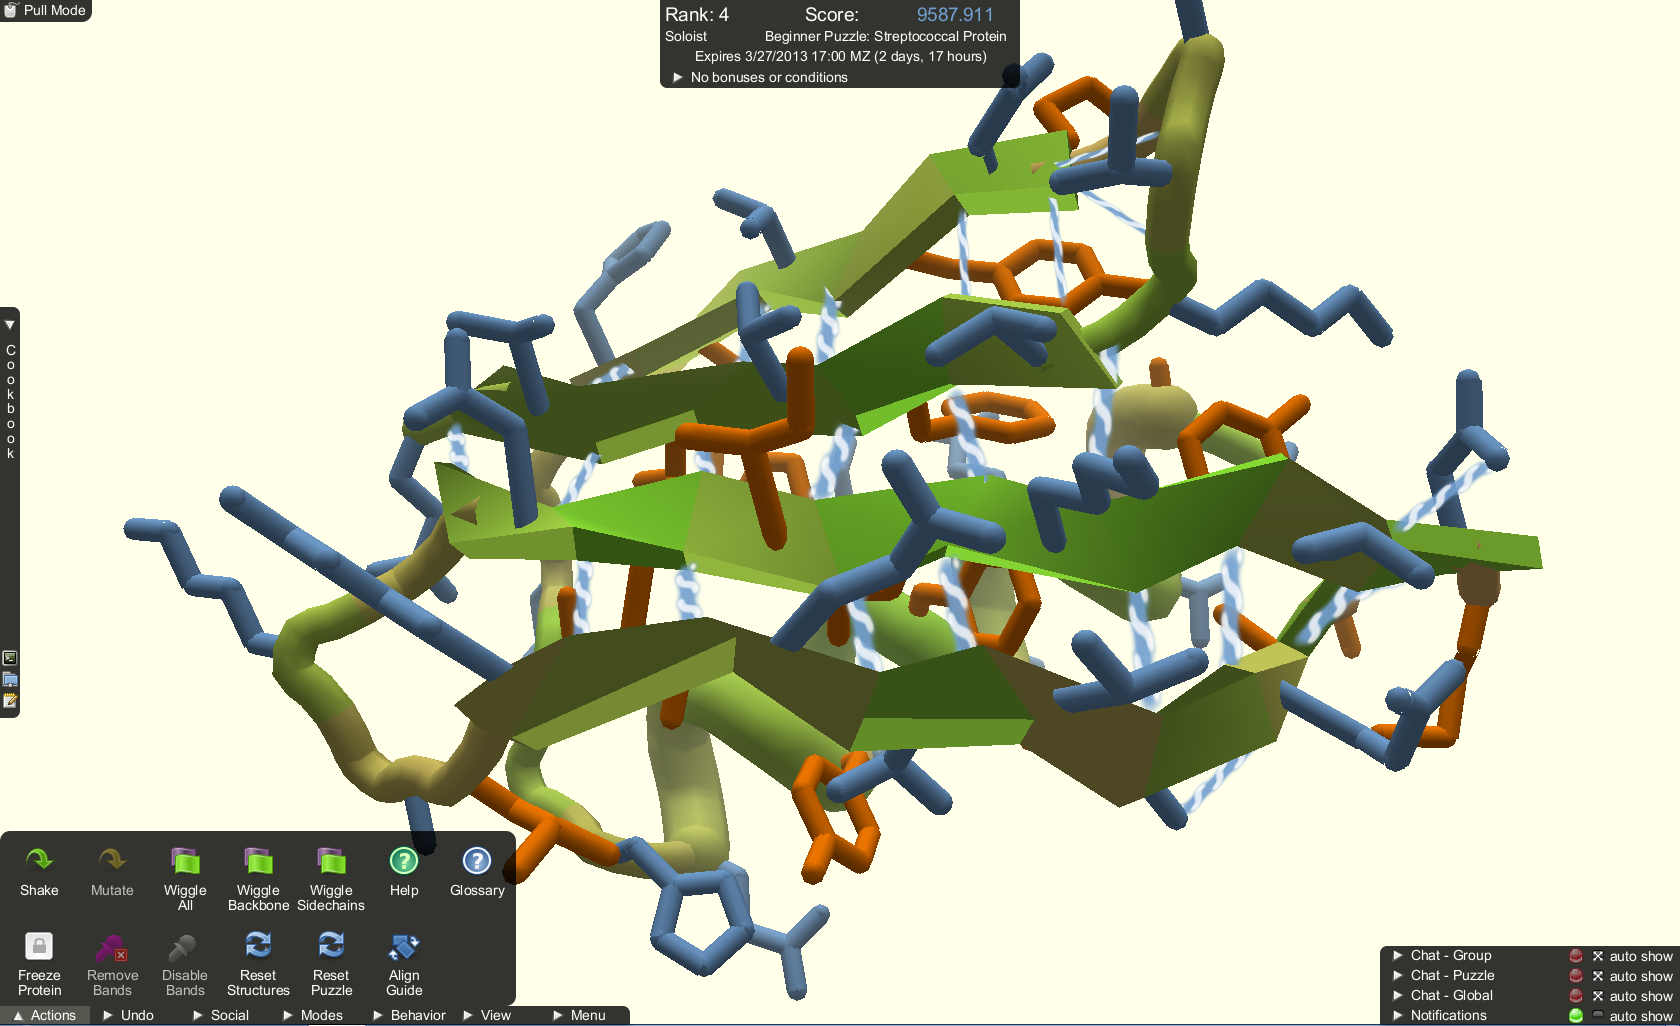 Pull Mode
Rank: 4 Score: 9587.911
Soloist Beginner Puzzle: Streptococcal Protein
Expires 3/27/2013 17:00 MZ (2 days, 17 hours)
No bonuses or conditions
Cookbook
Shake Mutate Wiggle All Wiggle Backbone Wiggle Sidechains Help Glossary
Freeze Protein Remove Bands Disable Bands Reset Structures Reset Puzzle Align Guide
Actions Undo Social Modes Behavior View Menu
Chat - Group auto show
Chat - Puzzle auto show
Chat - Global auto show
Notifications auto show